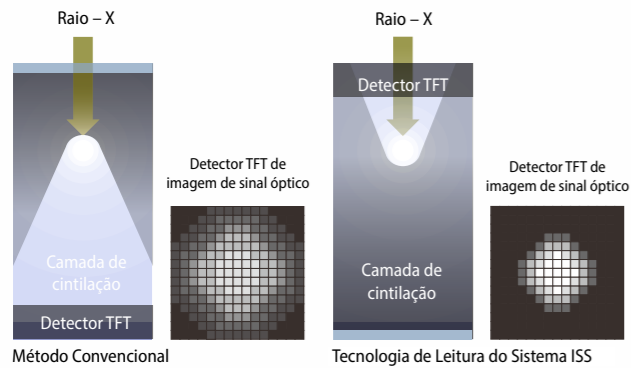 Raio – X
Detector TFT de
imagem de sinal óptico
Camada de
cintilação
Detector TFT
Método Convencional
Raio – X
Detector TFT
Detector TFT de
imagem de sinal óptico
Camada de
cintilação
Tecnologia de Leitura do Sistema ISS